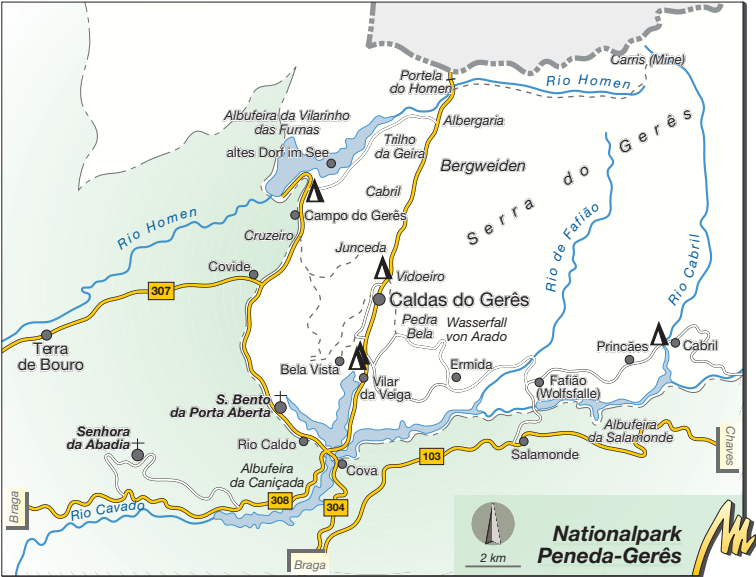 Carris (Mine)
Portela
do Homen
Rio Homen
Albufeira da Vilarinho
das Furnas
Albergaria
altes Dorf im See
Trilho
da Geira
Bergweiden
Serra do Gerês
Cabril
Campo do Gerês
Rio Homen
Cruzeiro
Junceda
Rio de Fafião
Rio Cabril
Covide
Vidoeiro
307
Caldas do Gerês
Pedra
Bela
Wasserfall
von Arado
Terra
de Bouro
Princães
Cabril
Bela Vista
Ermida
Vilar
da Veiga
Fafião
(Wolfsfalle)
S. Bento
da Porta Aberta
Senhora
da Abadia
Rio Caldo
Albufeira
da Salamonde
Salamonde
Chaves
103
Cova
Albufeira
da Caniçada
308
304
Braga
Rio Cavado
Braga
2 km
Nationalpark
Peneda-Gerês